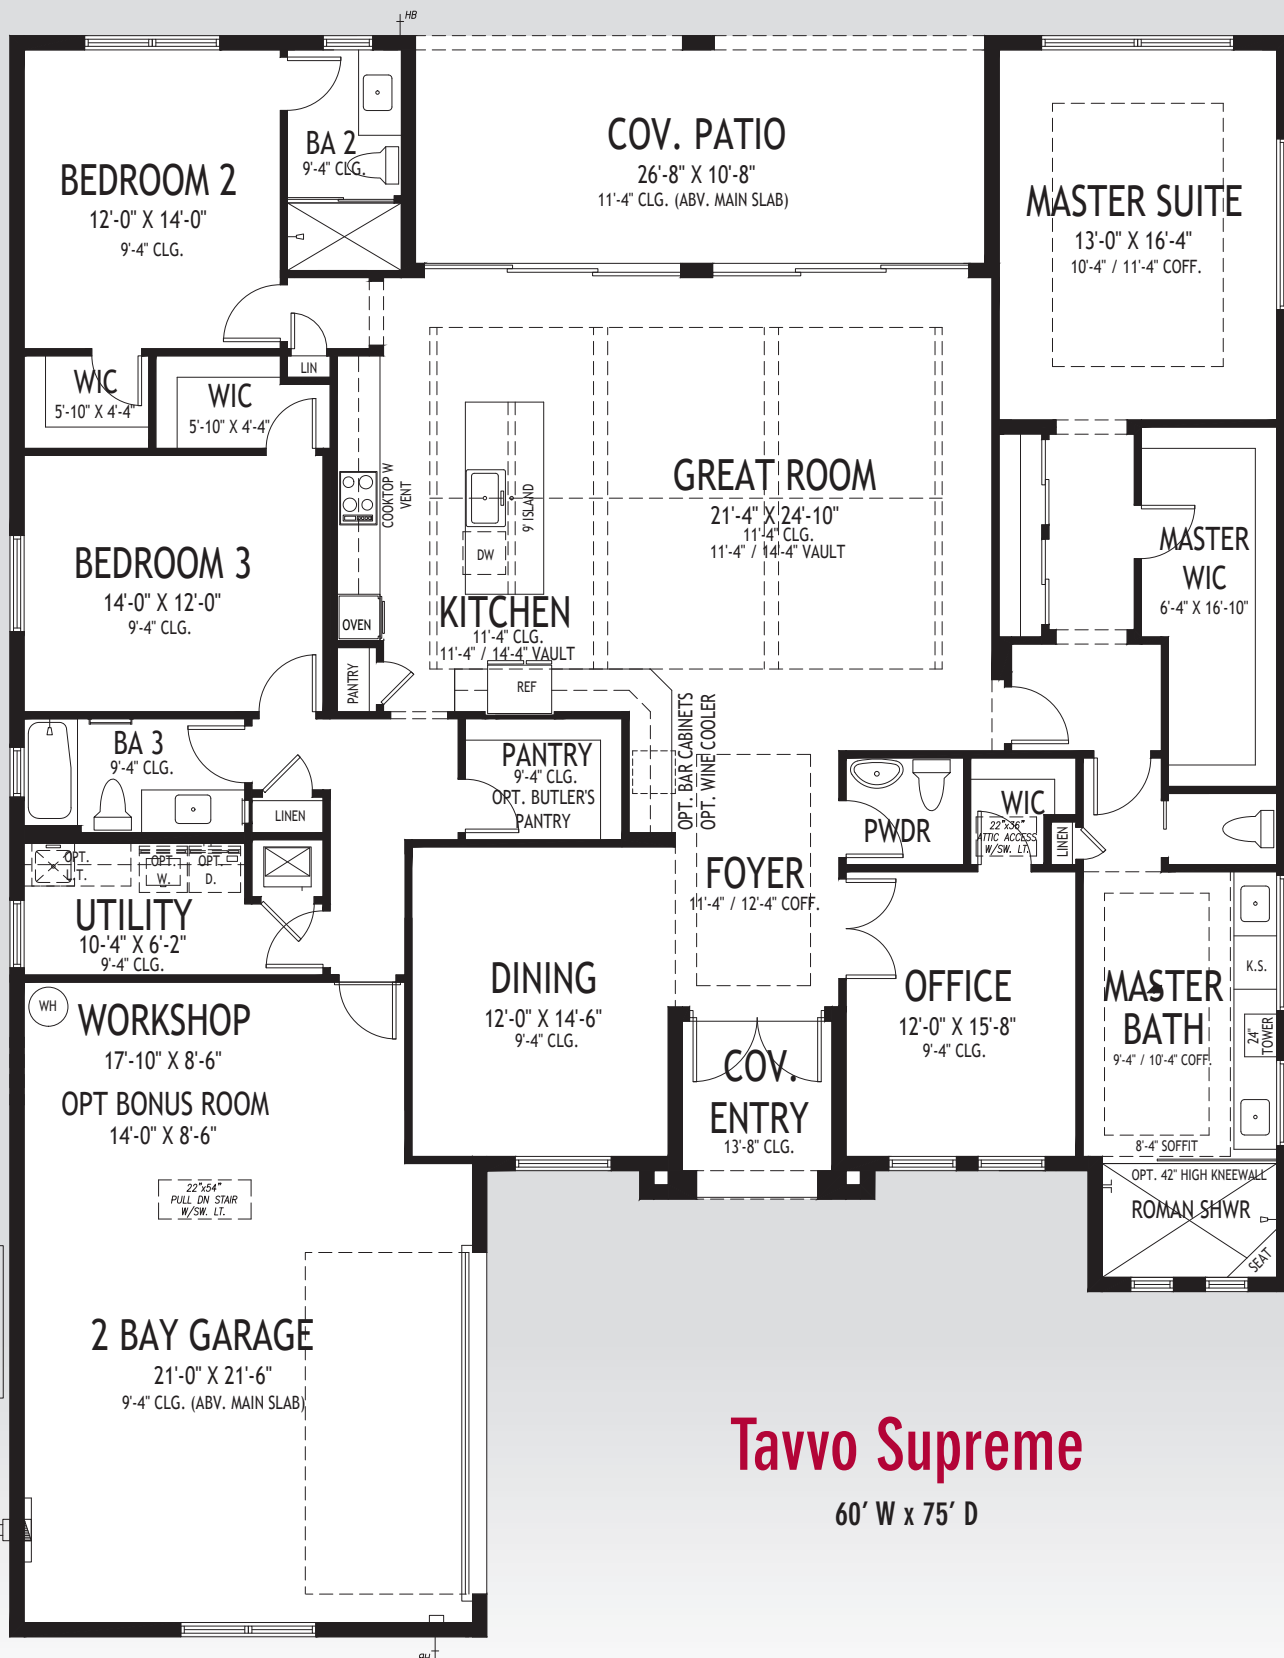 HB
BEDROOM 2
12'-0" X 14'-0"
9'-4" CLG.
BA 2
9'-4" CLG.
COV. PATIO
26'-8" X 10'-8"
11'-4" CLG. (ABV. MAIN SLAB)
MASTER SUITE
13'-0" X 16'-4"
10'-4" / 11'-4" COFF.
WIC
5'-10" X 4'-4"
WIC
5'-10" X 4'-4"
LIN
COOKTOP W
VENT
9' ISLAND
DW
GREAT ROOM
21'-4" X 24'-10"
11'-4" CLG.
11'-4" / 14'-4" VAULT
MASTER
WIC
6'-4" X 16'-10"
BEDROOM 3
14'-0" X 12'-0"
9'-4" CLG.
OVEN
KITCHEN
11'-4" CLG.
11'-4" / 14'-4" VAULT
PANTRY
REF
OPT. BAR CABINETS
OPT. WINE COOLER
BA 3
9'-4" CLG.
LINEN
PANTRY
9'-4" CLG.
OPT. BUTLER'S
PANTRY
PWDR
WIC
22"x36"
ATTIC ACCESS
W/SW. LT.
LINEN
FOYER
11'-4" / 12'-4" COFF.
OPT.
L.T.
OPT.
W.
OPT.
D.
UTILITY
10-'4" X 6'-2"
9'-4" CLG.
DINING
12'-0" X 14'-6"
9'-4" CLG.
OFFICE
12'-0" X 15'-8"
9'-4" CLG.
K.S.
MASTER
BATH
9'-4" / 10'-4" COFF.
24"
TOWER
8'-4" SOFFIT
WH
WORKSHOP
17'-10" X 8'-6"
OPT BONUS ROOM
14'-0" X 8'-6"
COV.
ENTRY
13'-8" CLG.
22"x54"
PULL DN STAIR
W/SW. LT.
OPT. 42" HIGH KNEEWALL
ROMAN SHWR
SEAT
2 BAY GARAGE
21'-0" X 21'-6"
9'-4" CLG. (ABV. MAIN SLAB)
Tavvo Supreme
60' W x 75' D